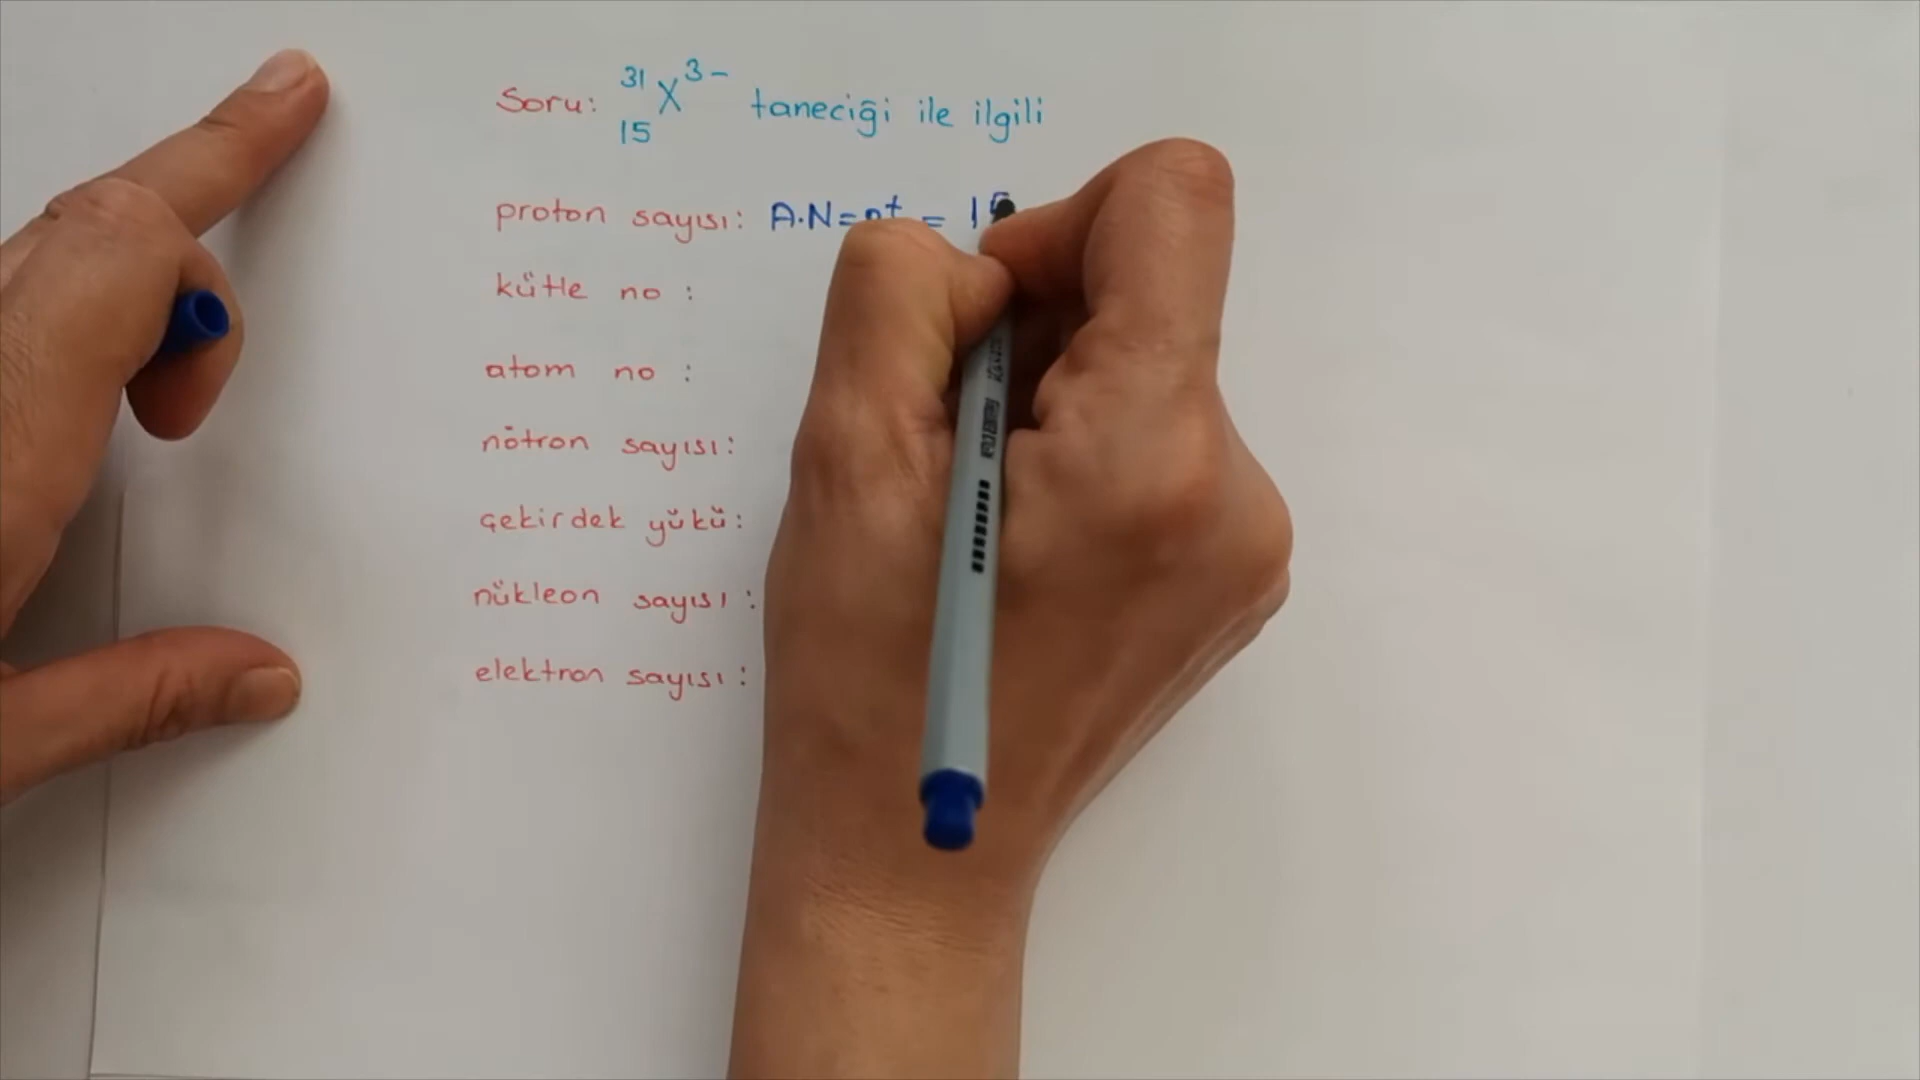 Soru: ³¹₁₅X³⁻ taneciği ile ilgili
proton sayısı: A.N=p⁺ = 15
kütle no :
atom no :
nötron sayısı:
çekirdek yükü:
nükleon sayısı:
elektron sayısı: